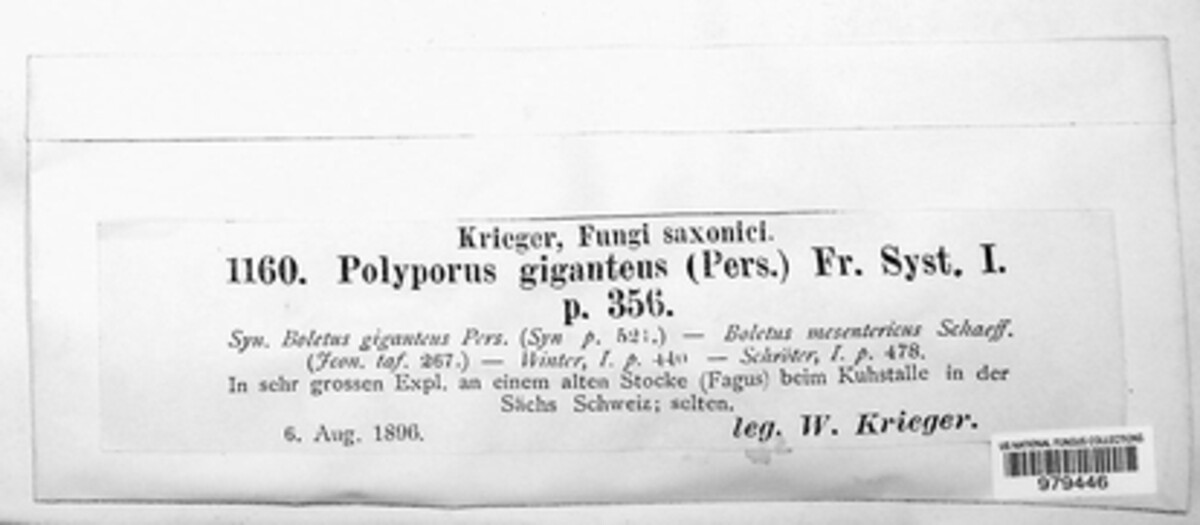 Krieger, Fungi saxonici.
1160. Polyporus giganteus (Pers.) Fr. Syst. I.
p. 356.
Syn. Boletus giganteus Pers. (Syn p. 521.) — Boletus mesentericus Schaeff.
(Jcon. taf. 267.) — Winter, I. p. — Schröter, I. p. 478.
In sehr grossen Expl. an einem alten Stocke (Fagus) beim Kuhstalle in der
Sächs Schweiz; selten.
6. Aug. 1896.
leg. W. Krieger.
US NATIONAL FUNGUS COLLECTIONS
979446